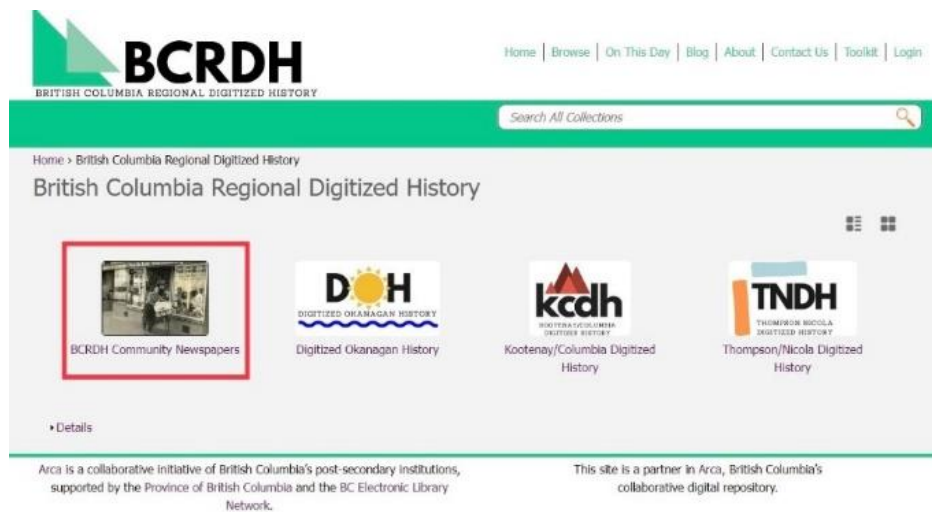 BCRDH
BRITISH COLUMBIA REGIONAL DIGITIZED HISTORY
Home | Browse | On This Day | Blog | About | Contact Us | Toolkit | Login
Search All Collections
Home › British Columbia Regional Digitized History
British Columbia Regional Digitized History
BCRDH Community Newspapers
DOH
DIGITIZED OKANAGAN HISTORY
Digitized Okanagan History
kcdh
KOOTENAY/COLUMBIA
DIGITIZED HISTORY
Kootenay/Columbia Digitized
History
TNDH
THOMPSON NICOLA
DIGITIZED HISTORY
Thompson/Nicola Digitized
History
Details
Arca is a collaborative initiative of British Columbia's post-secondary institutions,
supported by the Province of British Columbia and the BC Electronic Library
Network.
This site is a partner in Arca, British Columbia's
collaborative digital repository.